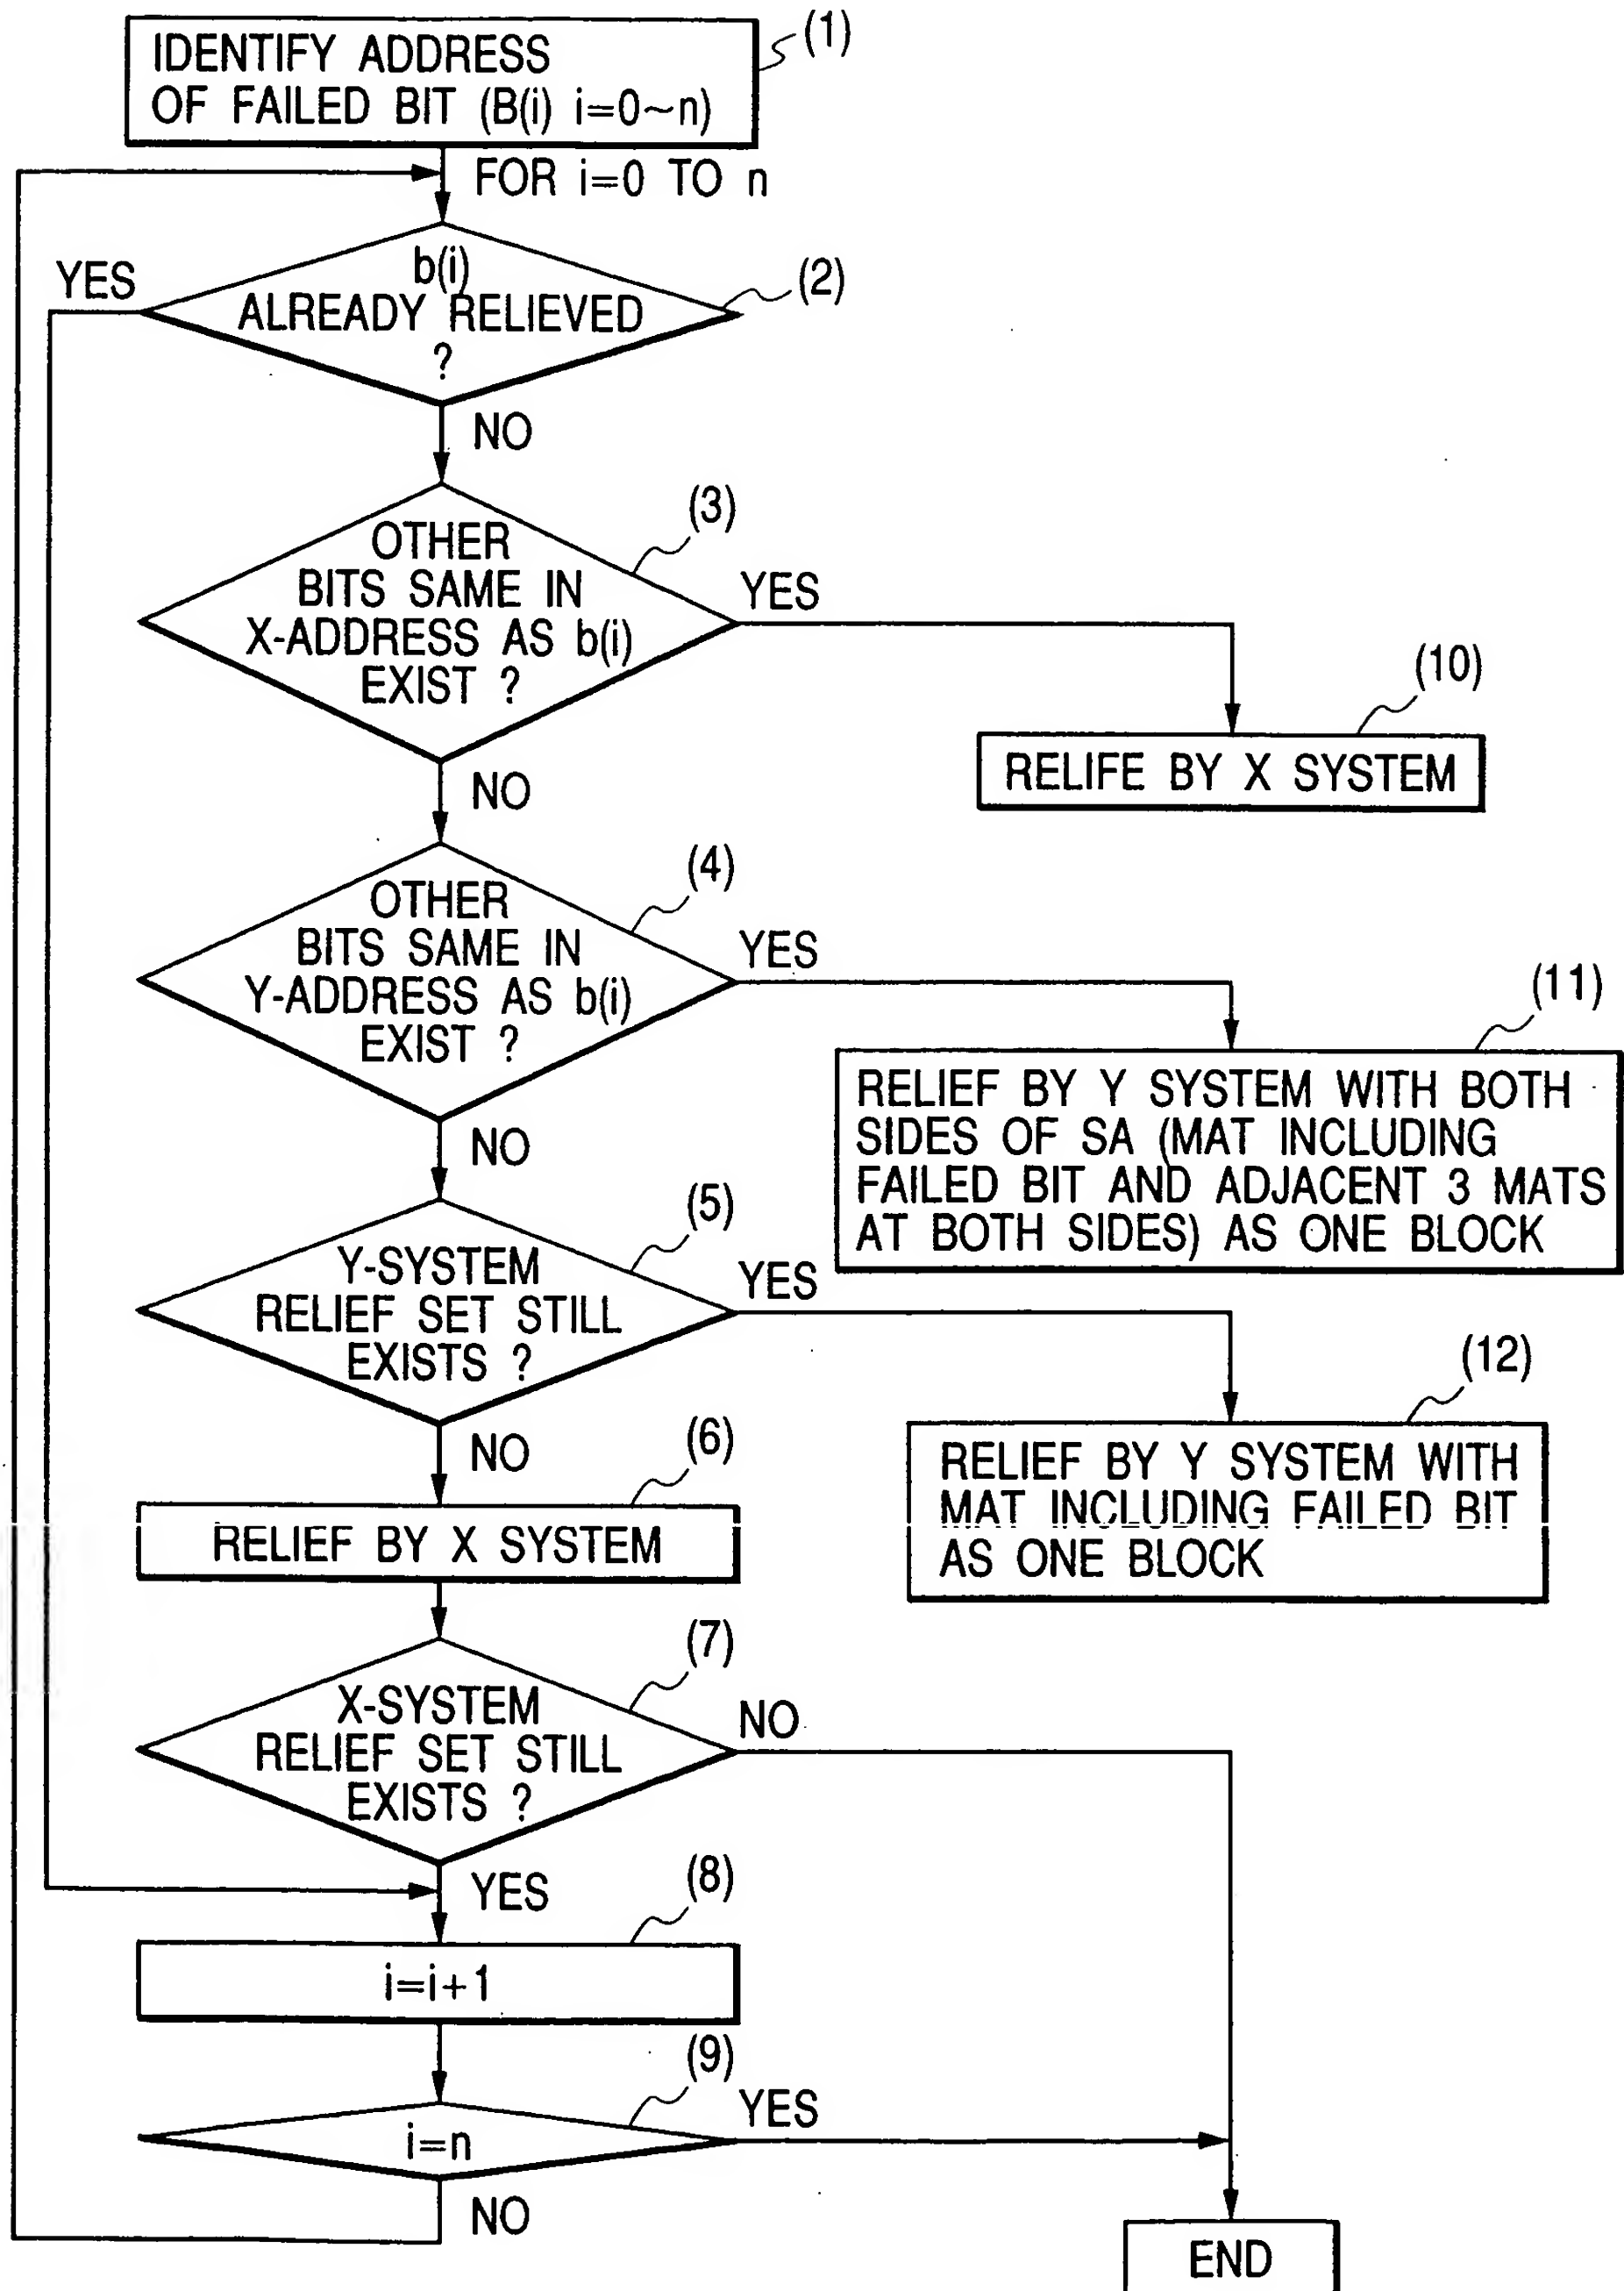 (1)
IDENTIFY ADDRESS
OF FAILED BIT (B(i) i=0~n)
FOR i=0 TO n
YES
b(i)
ALREADY RELIEVED
?
(2)
NO
(3)
OTHER
BITS SAME IN
X-ADDRESS AS b(i)
EXIST ?
YES
(10)
RELIFE BY X SYSTEM
NO
(4)
OTHER
BITS SAME IN
Y-ADDRESS AS b(i)
EXIST ?
YES
(11)
RELIEF BY Y SYSTEM WITH BOTH
SIDES OF SA (MAT INCLUDING
FAILED BIT AND ADJACENT 3 MATS
AT BOTH SIDES) AS ONE BLOCK
NO
(5)
Y-SYSTEM
RELIEF SET STILL
EXISTS ?
YES
(12)
RELIEF BY Y SYSTEM WITH
MAT INCLUDING FAILED BIT
AS ONE BLOCK
NO
(6)
RELIEF BY X SYSTEM
(7)
X-SYSTEM
RELIEF SET STILL
EXISTS ?
NO
YES
(8)
i=i+1
(9)
i=n
YES
NO
END